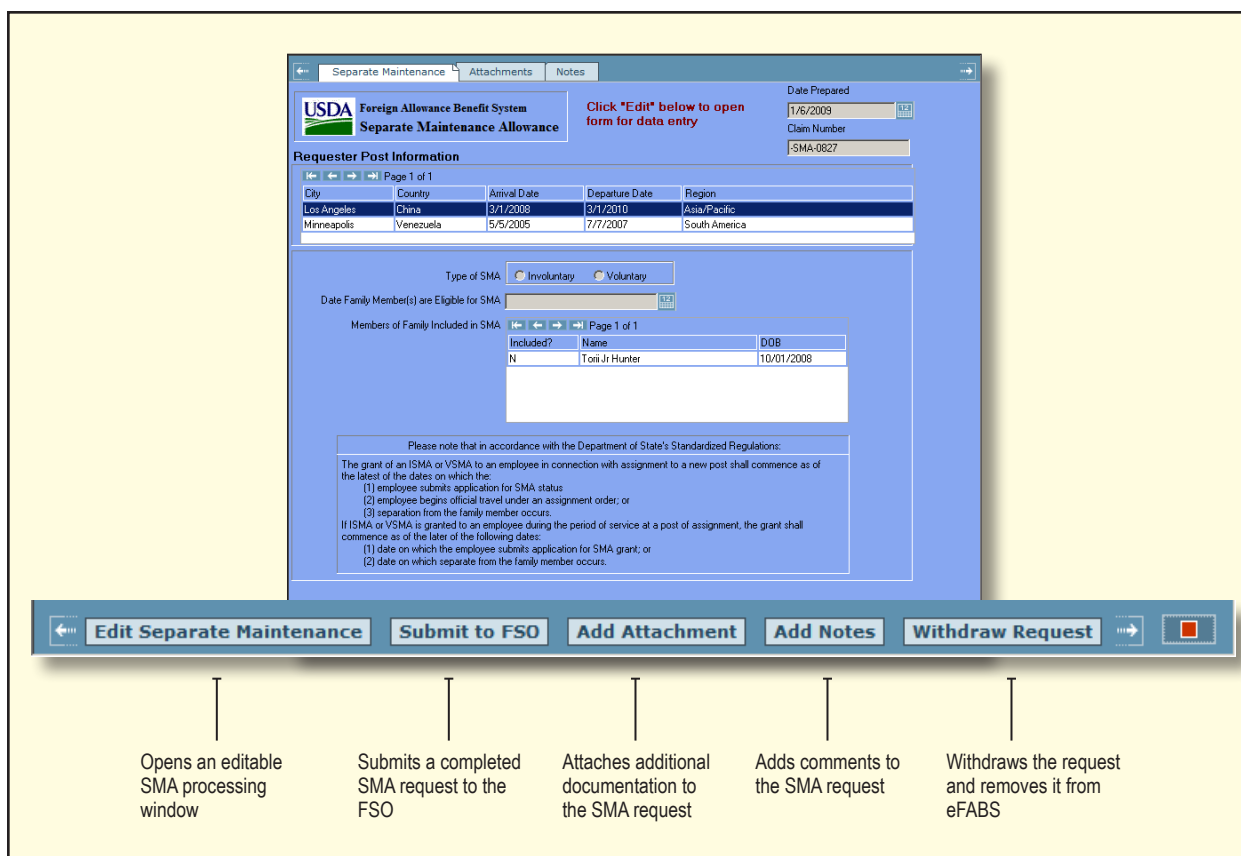 Separate Maintenance Attachments Notes
Date Prepared
USDA Foreign Allowance Benefit System
Separate Maintenance Allowance
Click "Edit" below to open
form for data entry
1/6/2009
Claim Number
-SMA-0827
Requester Post Information
Page 1 of 1
City Country Arrival Date Departure Date Region
Los Angeles China 3/1/2008 3/1/2010 Asia/Pacific
Minneapolis Venezuela 5/5/2005 7/7/2007 South America
Type of SMA Involuntary Voluntary
Date Family Member(s) are Eligible for SMA
Members of Family Included in SMA Page 1 of 1
Included? Name DOB
N Torii Jr Hunter 10/01/2008
Please note that in accordance with the Department of State's Standardized Regulations:
The grant of an ISMA or VSMA to an employee in connection with assignment to a new post shall commence as of
the latest of the dates on which the:
(1) employee submits application for SMA status
(2) employee begins official travel under an assignment order; or
(3) separation from the family member occurs.
If ISMA or VSMA is granted to an employee during the period of service at a post of assignment, the grant shall
commence as of the later of the following dates:
(1) date on which the employee submits application for SMA grant; or
(2) date on which separate from the family member occurs.
Edit Separate Maintenance Submit to FSO Add Attachment Add Notes Withdraw Request
Opens an editable
SMA processing
window
Submits a completed
SMA request to the
FSO
Attaches additional
documentation to
the SMA request
Adds comments to
the SMA request
Withdraws the request
and removes it from
eFABS